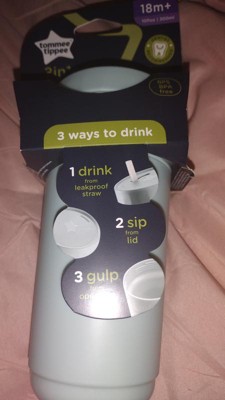 tommee
tippee
18m+
3 ways to drink
1 drink
from
leakproof
straw
2 sip
from
lid
3 gulp